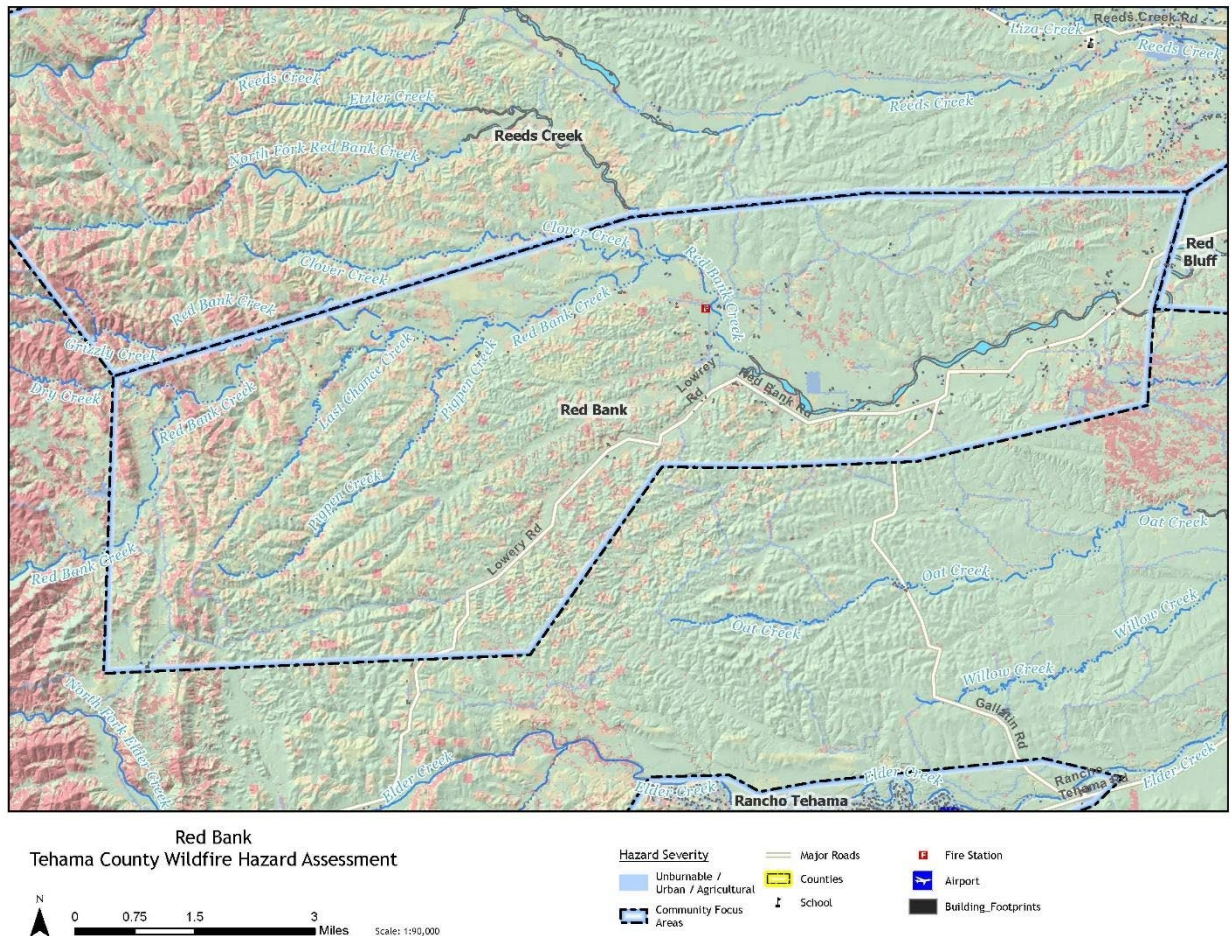 Reeds Creek Rd
Liza Creek
Reeds Creek
Reeds Creek
Etzler Creek
Reeds Creek
Reeds Creek
North Fork Red Bank Creek
Clover Creek
Red Bank Creek
Red
Bluff
Clover Creek
Red Bank Creek
Red Bank Creek
F
Grizzly Creek
Dry Creek
Last Chance Creek
Pigpen Creek
Lowrey
Rd
Red Bank Rd
Red Bank
Red Bank Creek
Pigpen Creek
Oat Creek
Lowery Rd
Red Bank Creek
Oat Creek
Oat Creek
Willow Creek
Willow Creek
North Fork Elder Creek
Gallatin Rd
Elder Creek
Elder Creek
Elder Creek
Rancho
Tehama Rd
Elder Creek
Rancho Tehama
Red Bank
Tehama County Wildfire Hazard Assessment
N
0 0.75 1.5 3
Miles Scale: 1:90,000
Hazard Severity
Unburnable /
Urban / Agricultural
Community Focus
Areas
Major Roads
Counties
School
F Fire Station
Airport
Building_Footprints